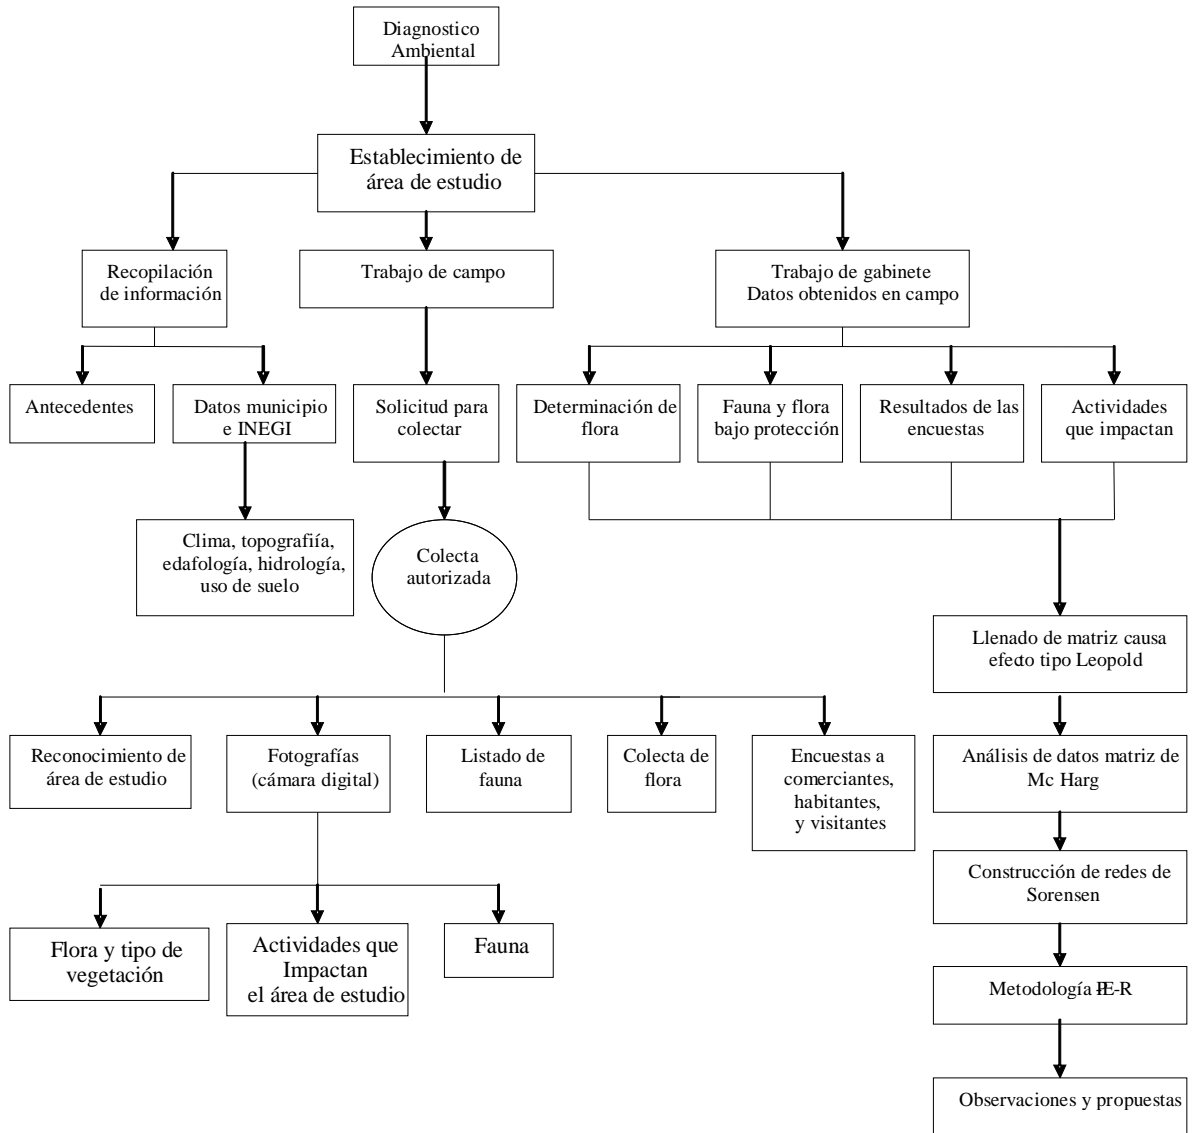 Diagnostico
Ambiental
Establecimiento de
área de estudio
Recopilación
de información
Trabajo de campo
Trabajo de gabinete
Datos obtenidos en campo
Antecedentes
Datos municipio
e INEGI
Solicitud para
colectar
Determinación de
flora
Fauna y flora
bajo protección
Resultados de las
encuestas
Actividades
que impactan
Clima, topografiía,
edafología, hidrología,
uso de suelo
Colecta
autorizada
Llenado de matriz causa
efecto tipo Leopold
Reconocimiento de
área de estudio
Fotografías
(cámara digital)
Listado de
fauna
Colecta de
flora
Encuestas a
comerciantes,
habitantes,
y visitantes
Análisis de datos matriz de
Mc Harg
Construcción de redes de
Sorensen
Flora y tipo de
vegetación
Actividades que
Impactan
el área de estudio
Fauna
Metodología
Observaciones y propuestas